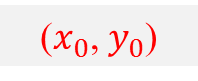 (x₀, y₀)